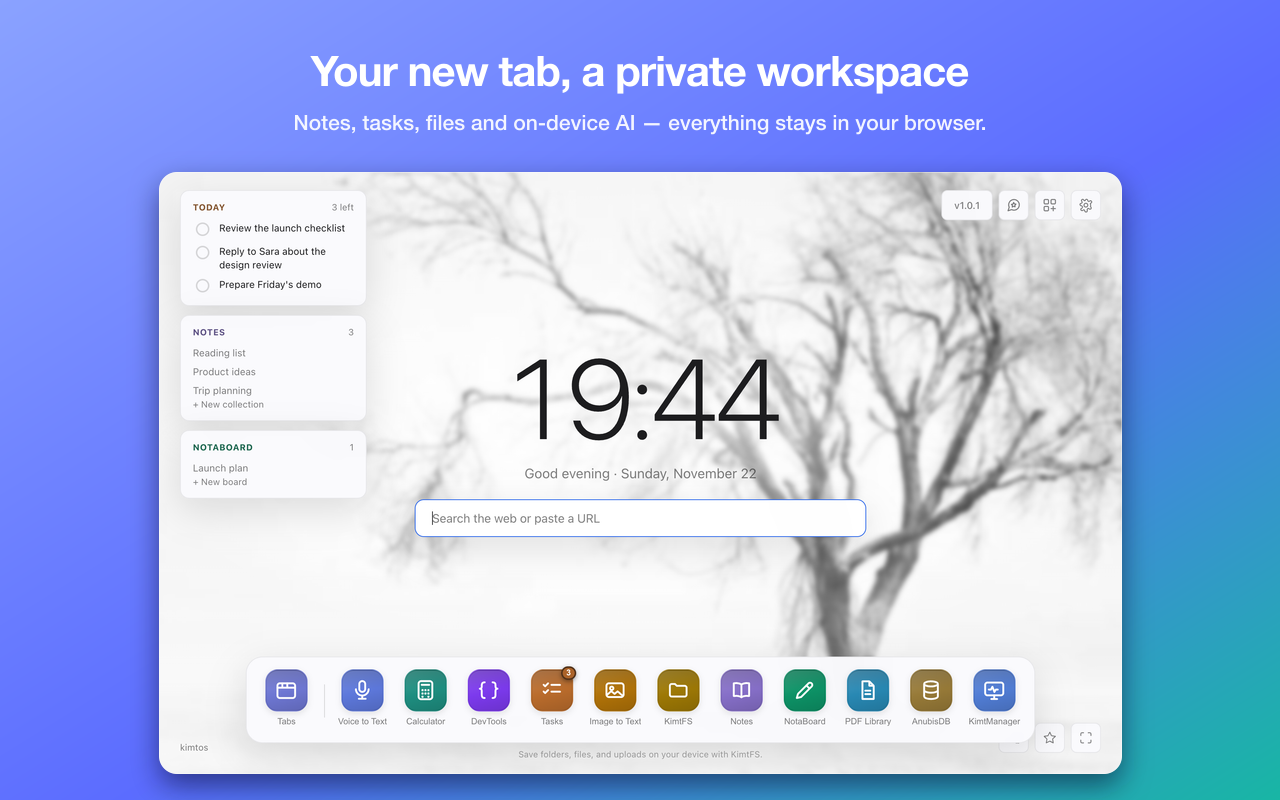 Your new tab, a private workspace
Notes, tasks, files and on-device AI — everything stays in your browser.
TODAY 3 left
Review the launch checklist
Reply to Sara about the
design review
Prepare Friday's demo
NOTES 3
Reading list
Product ideas
Trip planning
+ New collection
NOTABOARD 1
Launch plan
+ New board
v1.0.1
19:44
Good evening · Sunday, November 22
Search the web or paste a URL
3
Tabs Voice to Text Calculator DevTools Tasks Image to Text KimtFS Notes NotaBoard PDF Library AnubisDB KimtManager
kimtos
Save folders, files, and uploads on your device with KimtFS.